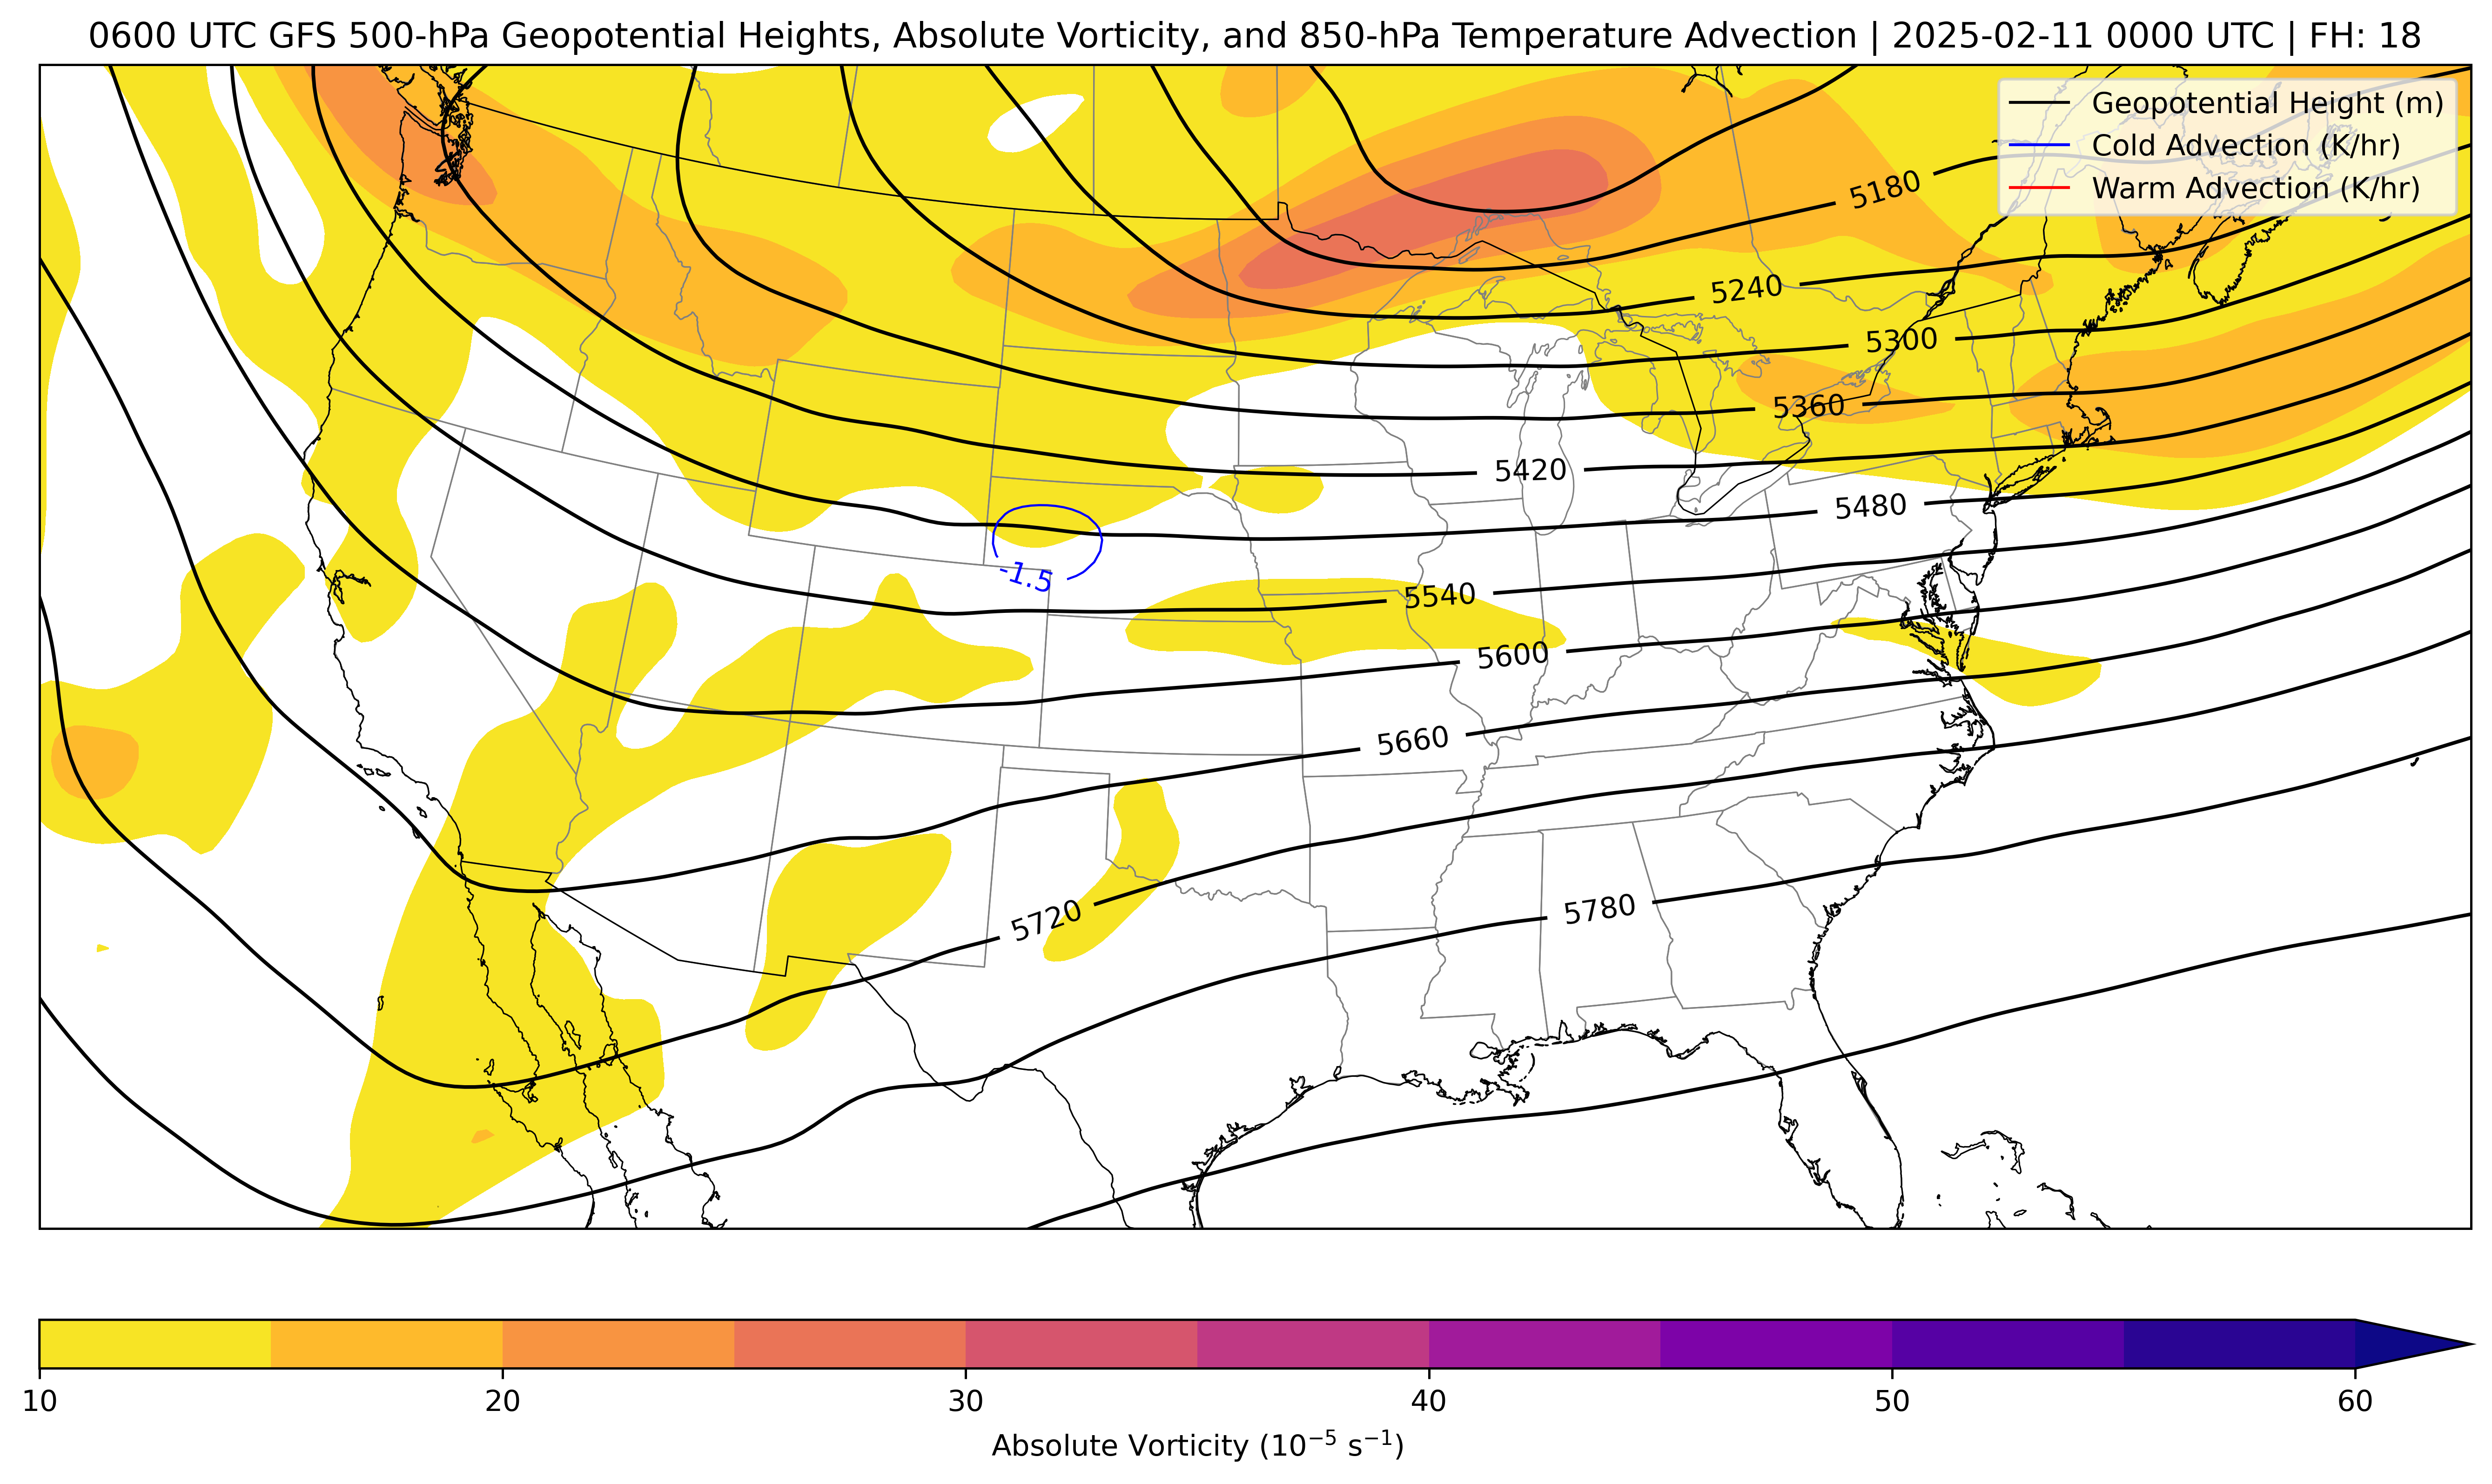 0600 UTC GFS 500-hPa Geopotential Heights, Absolute Vorticity, and 850-hPa Temperature Advection | 2025-02-11 0000 UTC | FH: 18
Geopotential Height (m)
Cold Advection (K/hr)
Warm Advection (K/hr)
5180
5240
5300
5360
5420
5480
-1.5
5540
5600
5660
5720
5780
10 20 30 40 50 60
Absolute Vorticity (10⁻⁵ s⁻¹)